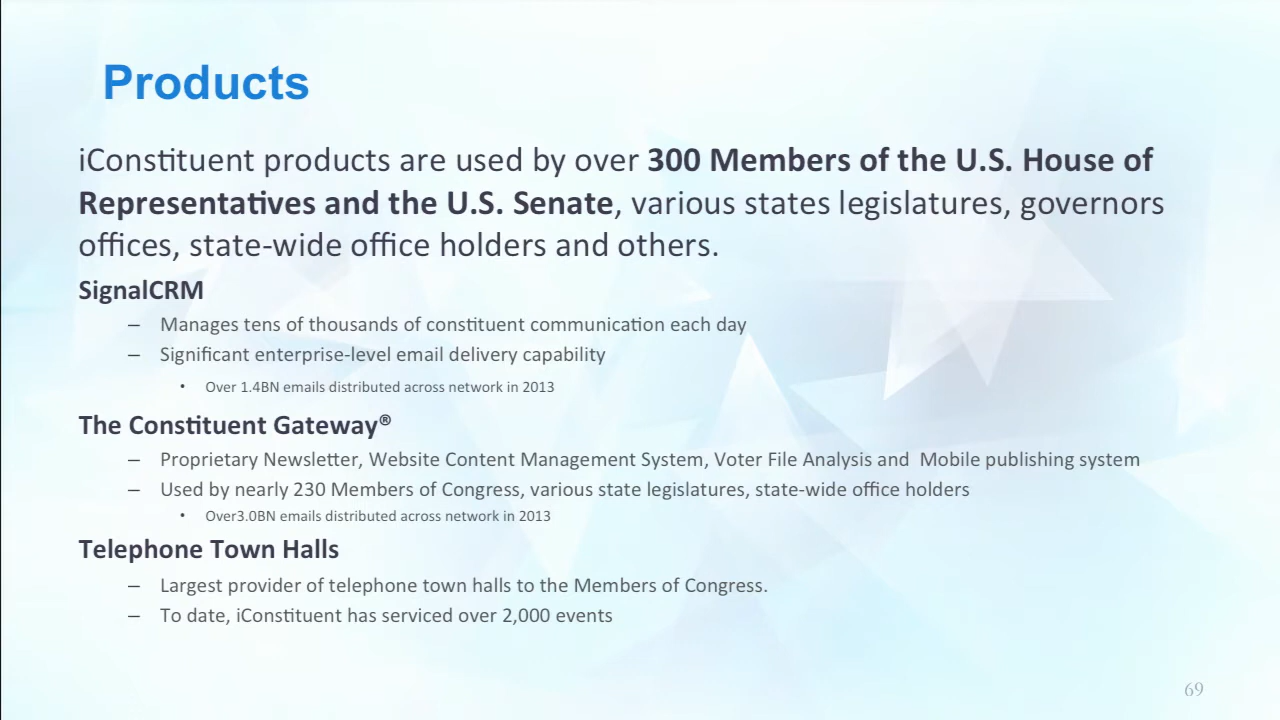 Products
iConstituent products are used by over 300 Members of the U.S. House of
Representatives and the U.S. Senate, various states legislatures, governors
offices, state-wide office holders and others.
SignalCRM
– Manages tens of thousands of constituent communication each day
– Significant enterprise-level email delivery capability
• Over 1.4BN emails distributed across network in 2013
The Constituent Gateway®
– Proprietary Newsletter, Website Content Management System, Voter File Analysis and  Mobile publishing system
– Used by nearly 230 Members of Congress, various state legislatures, state-wide office holders
• Over3.0BN emails distributed across network in 2013
Telephone Town Halls
– Largest provider of telephone town halls to the Members of Congress.
– To date, iConstituent has serviced over 2,000 events
69